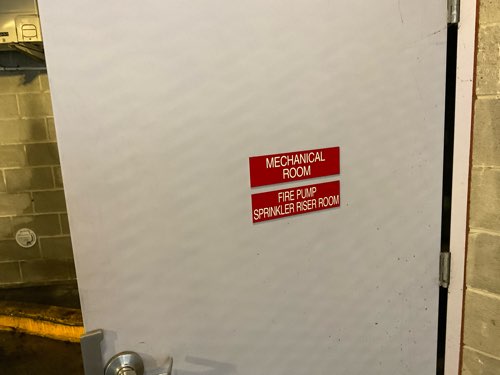 MECHANICAL
ROOM
FIRE PUMP
SPRINKLER RISER ROOM